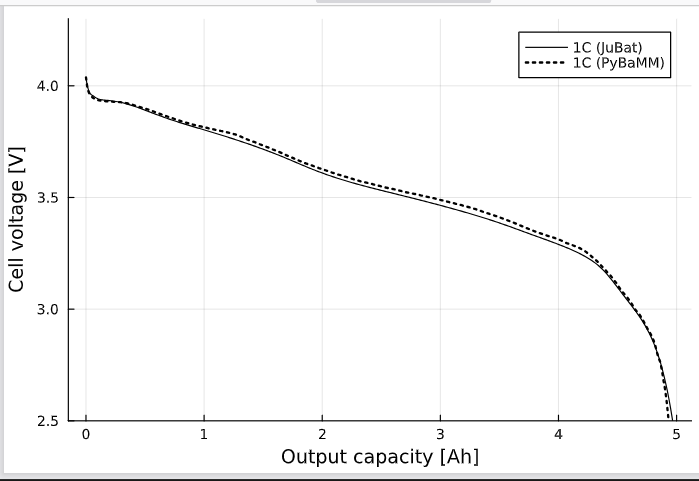 1C (JuBat)
1C (PyBaMM)
4.0
3.5
3.0
2.5
Cell voltage [V]
0 1 2 3 4 5
Output capacity [Ah]